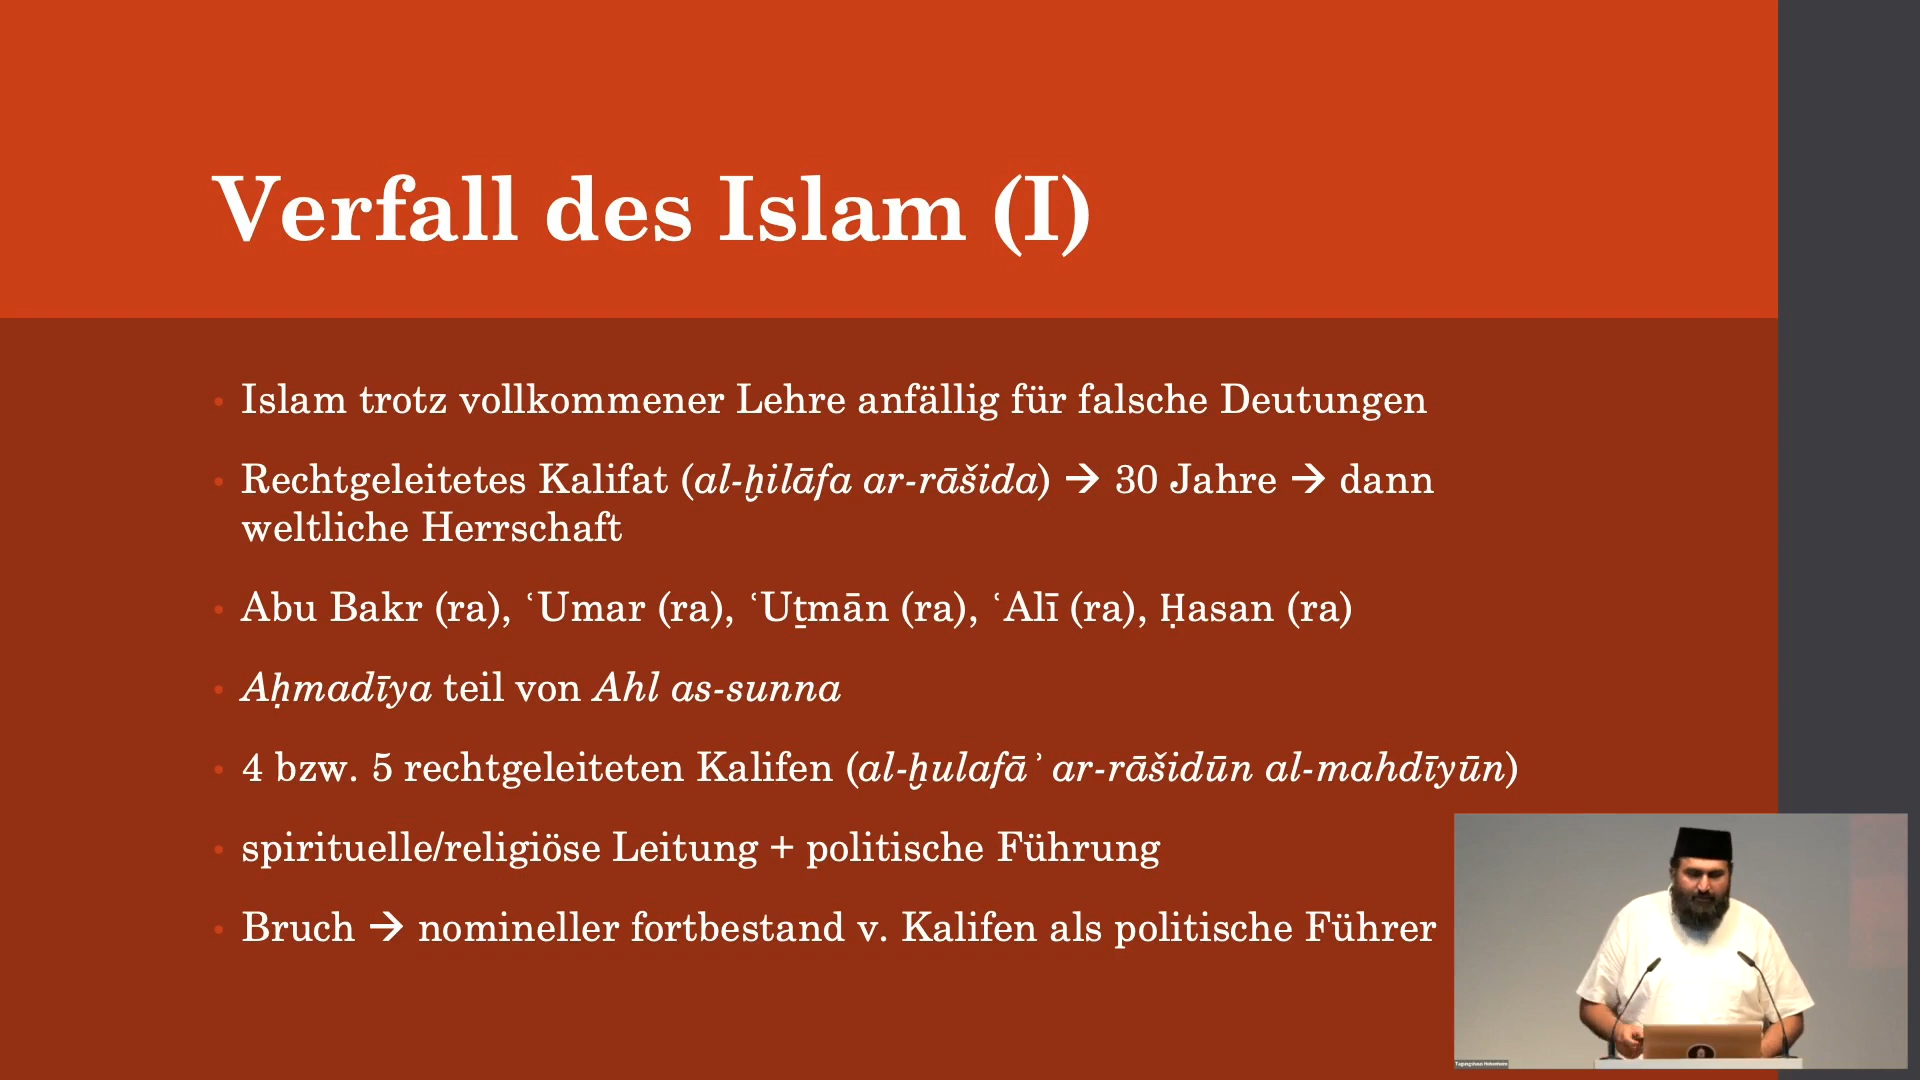 Verfall des Islam (I)
• Islam trotz vollkommener Lehre anfällig für falsche Deutungen
• Rechtgeleitetes Kalifat (al-ḫilāfa ar-rāšida) → 30 Jahre → dann
weltliche Herrschaft
• Abu Bakr (ra), ʿUmar (ra), ʿUṯmān (ra), ʿAlī (ra), Ḥasan (ra)
• Aḥmadīya teil von Ahl as-sunna
• 4 bzw. 5 rechtgeleiteten Kalifen (al-ḫulafāʾ ar-rāšidūn al-mahdīyūn)
• spirituelle/religiöse Leitung + politische Führung
• Bruch → nomineller fortbestand v. Kalifen als politische Führer
Tagungshaus Hohenheim